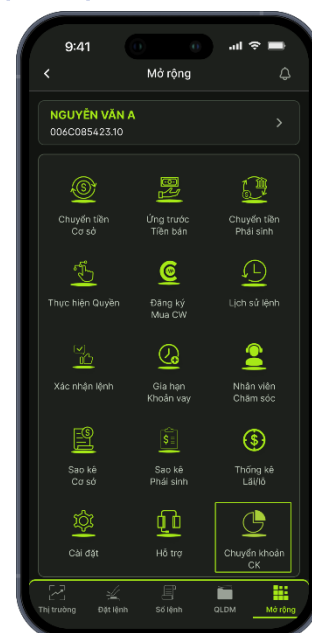 9:41
Mở rộng
NGUYỄN VĂN A
006C085423.10
Chuyển tiền
Cơ sở
Ứng trước
Tiền bán
Chuyển tiền
Phái sinh
Thực hiện Quyền
Đăng ký
Mua CW
Lịch sử lệnh
Xác nhận lệnh
Gia hạn
Khoản vay
Nhân viên
Chăm sóc
Sao kê
Cơ sở
Sao kê
Phái sinh
Thống kê
Lãi/lỗ
Cài đặt
Hỗ trợ
Chuyển khoản
CK
Thị trường
Đặt lệnh
Sổ lệnh
QLDM
Mở rộng